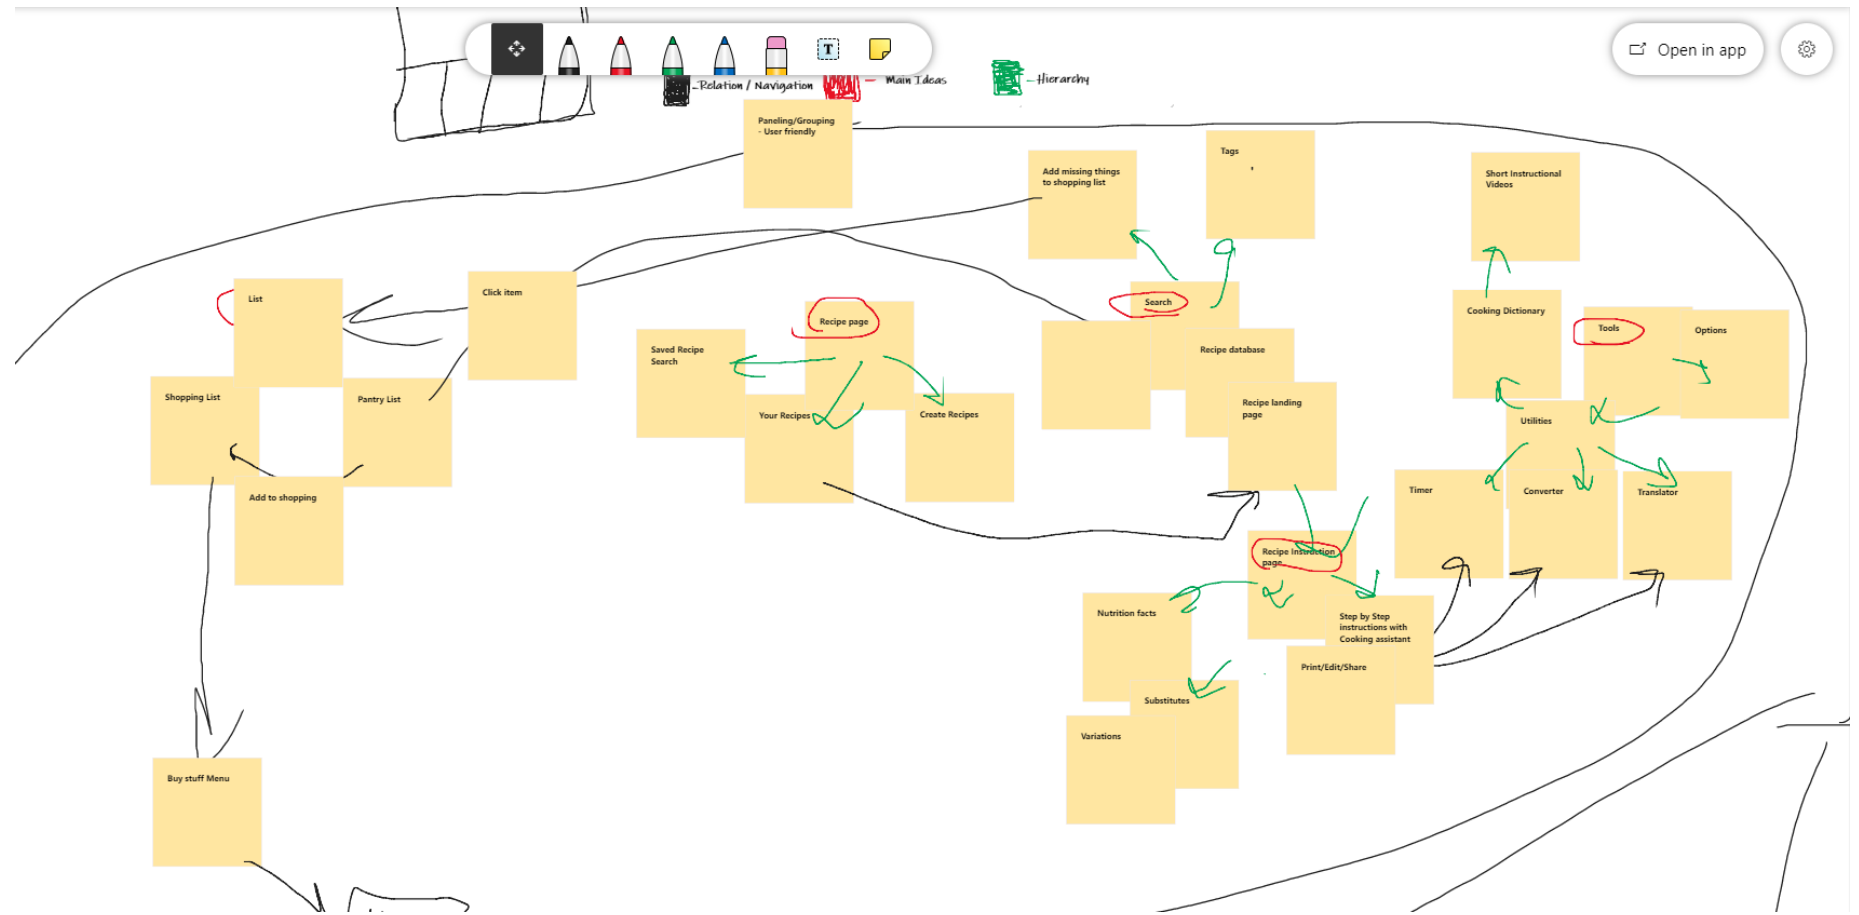 T
Open in app
Relation / Navigation
Main Ideas
Hierarchy
Paneling/Grouping
- User friendly
Add missing things
to shopping list
Tags
Short Instructional
Videos
List
Click item
Search
Cooking Dictionary
Recipe page
Tools
Options
Saved Recipe
Search
Recipe database
Shopping List
Pantry List
Your Recipes
Create Recipes
Recipe landing
page
Utilities
Add to shopping
Timer
Converter
Translator
Recipe Instruction
page
Nutrition facts
Step by Step
instructions with
Cooking assistant
Print/Edit/Share
Substitutes
Variations
Buy stuff Menu